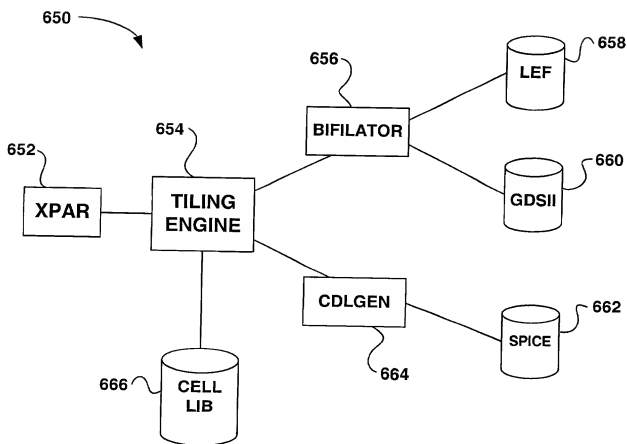 650
656
LEF
658
BIFILATOR
654
652
660
GDSII
XPAR
TILING
ENGINE
CDLGEN
662
SPICE
664
666
CELL
LIB